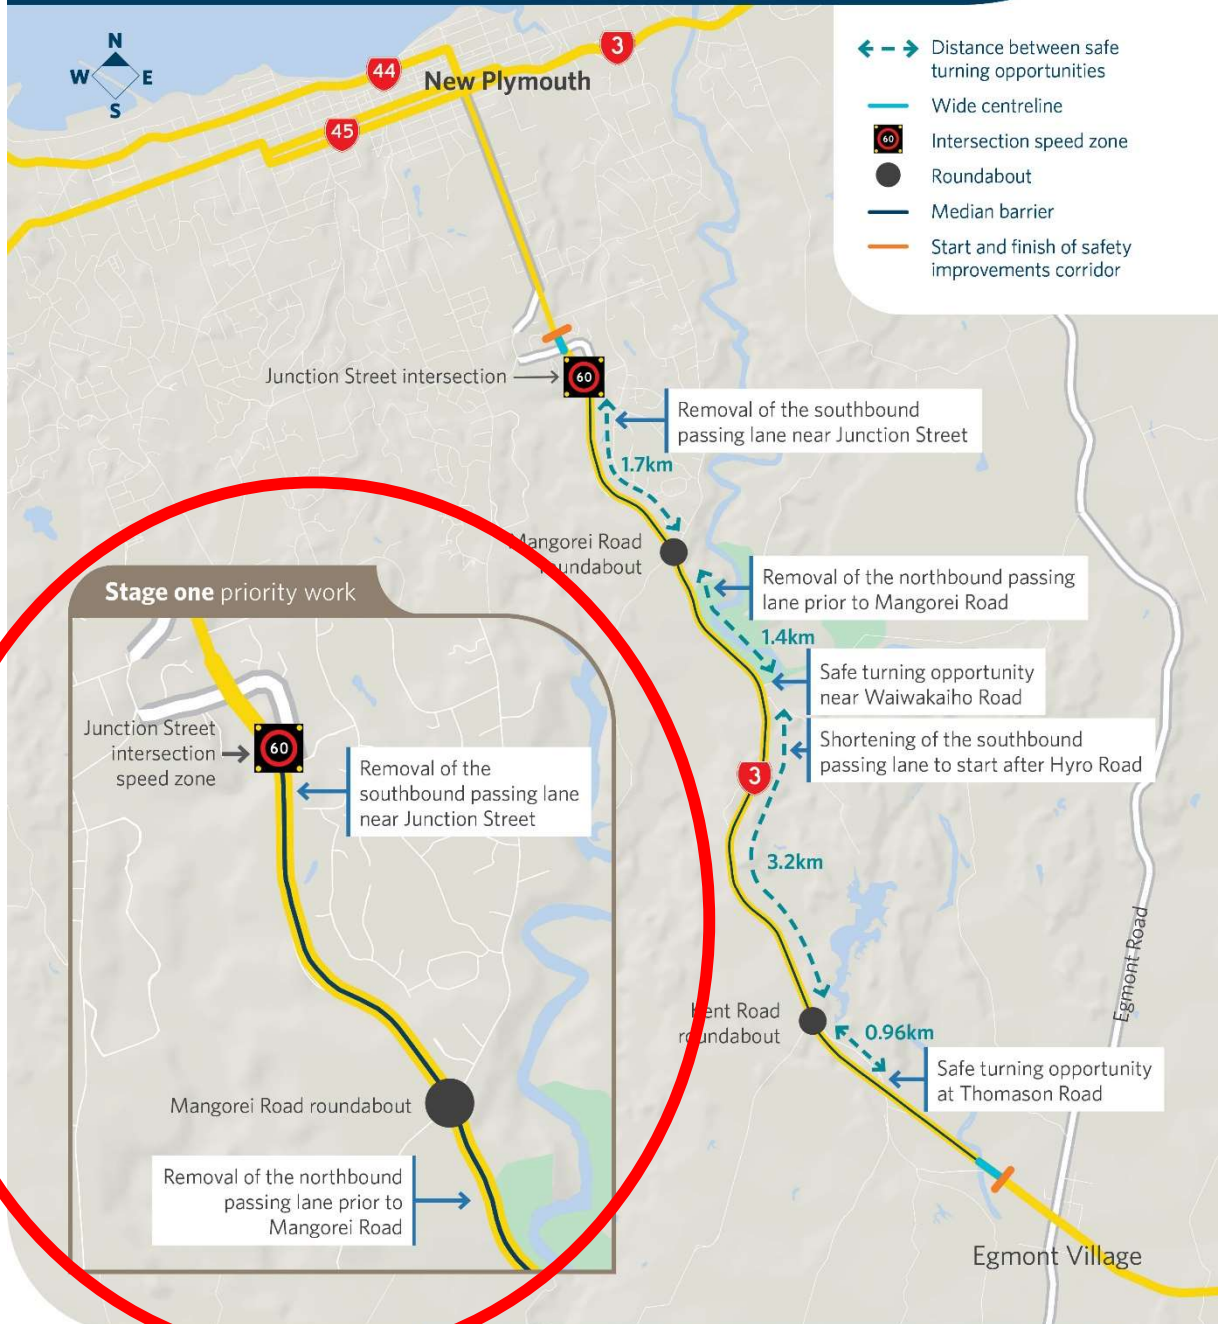 N
W E
S
44
3
New Plymouth
45
Distance between safe
turning opportunities
Wide centreline
60
Intersection speed zone
Roundabout
Median barrier
Start and finish of safety
improvements corridor
Junction Street intersection
60
Removal of the southbound
passing lane near Junction Street
1.7km
Mangorei Road
roundabout
Removal of the northbound passing
lane prior to Mangorei Road
1.4km
Safe turning opportunity
near Waiwakaiho Road
Shortening of the southbound
passing lane to start after Hyro Road
3
3.2km
Kent Road
roundabout
0.96km
Safe turning opportunity
at Thomason Road
Egmont Road
Egmont Village
Stage one priority work
Junction Street
intersection
speed zone
60
Removal of the
southbound passing lane
near Junction Street
Mangorei Road roundabout
Removal of the northbound
passing lane prior to
Mangorei Road